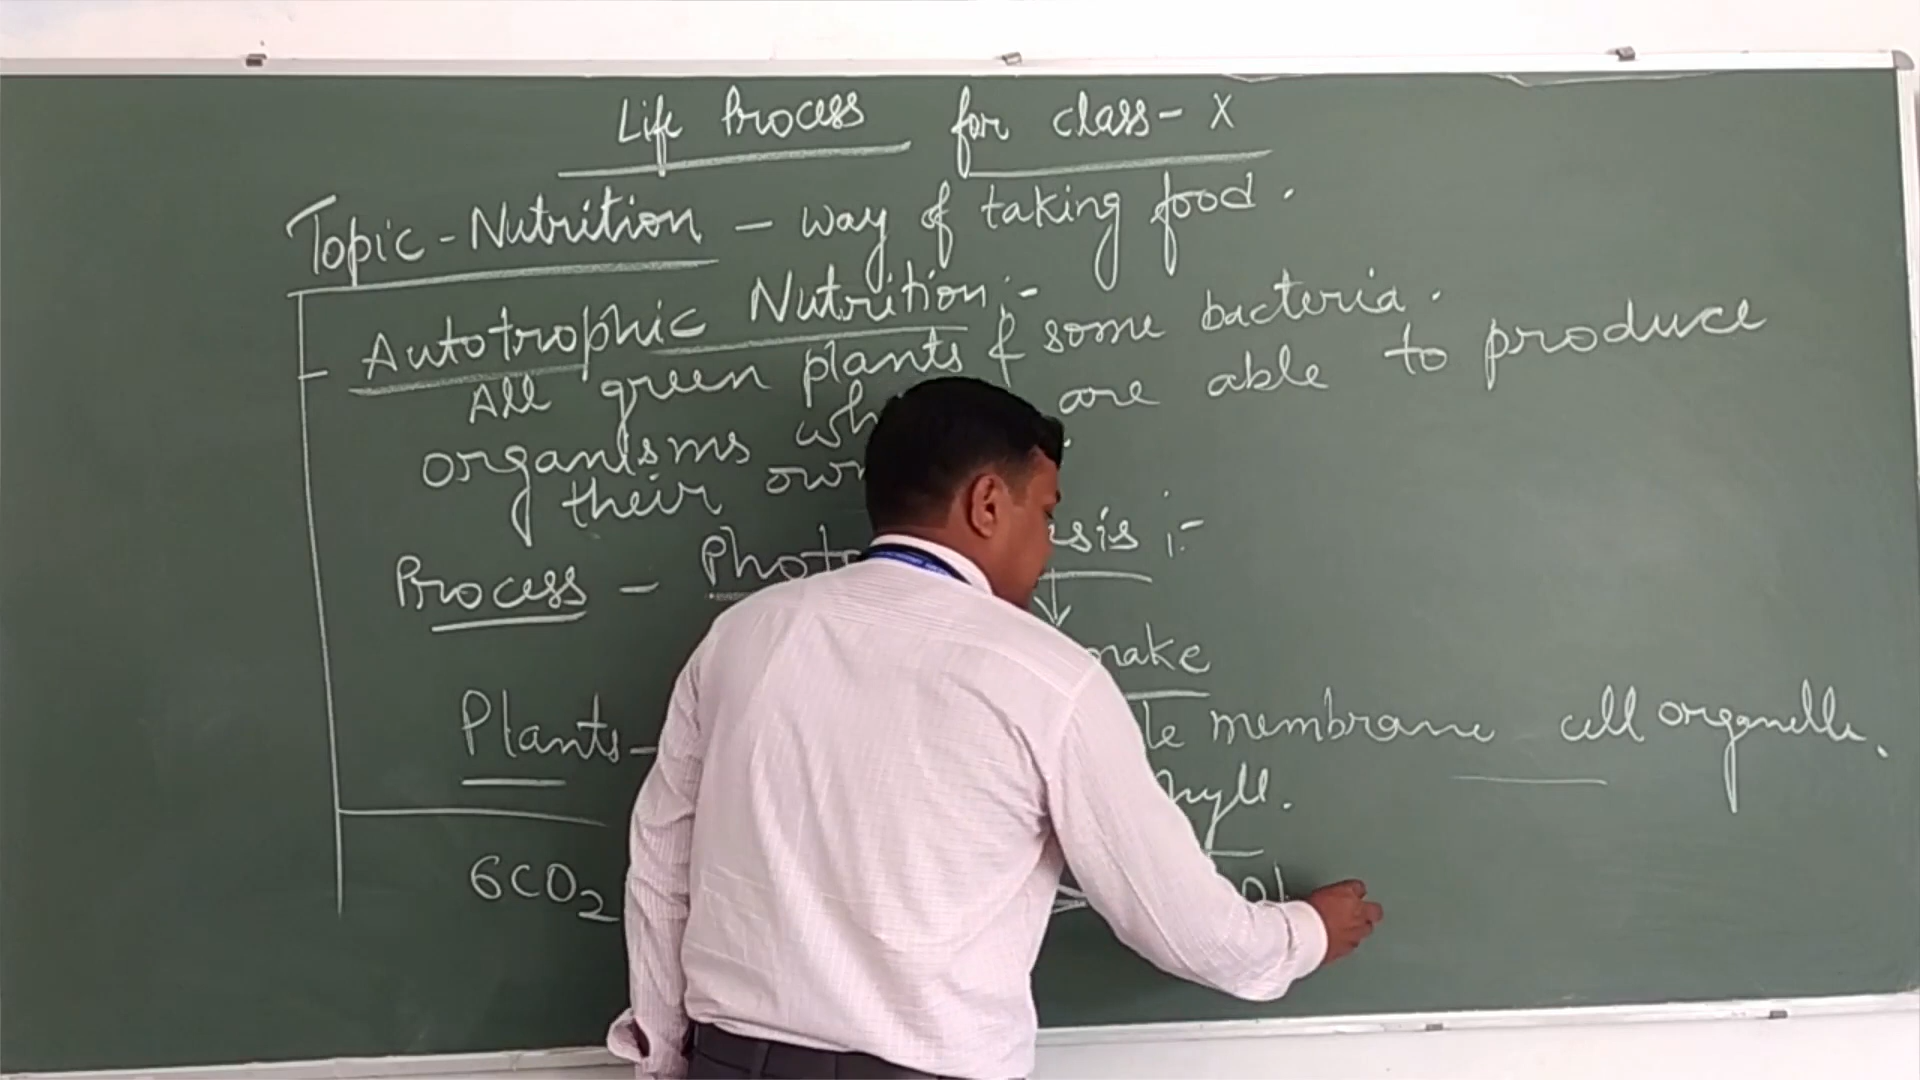 Life Process for class - X
Topic - Nutrition - way of taking food.
Autotrophic Nutrition :-
All green plants & some bacteria.
organisms are able to produce
their own
Process -
make
Plants - membrane cell organelle.
6CO2